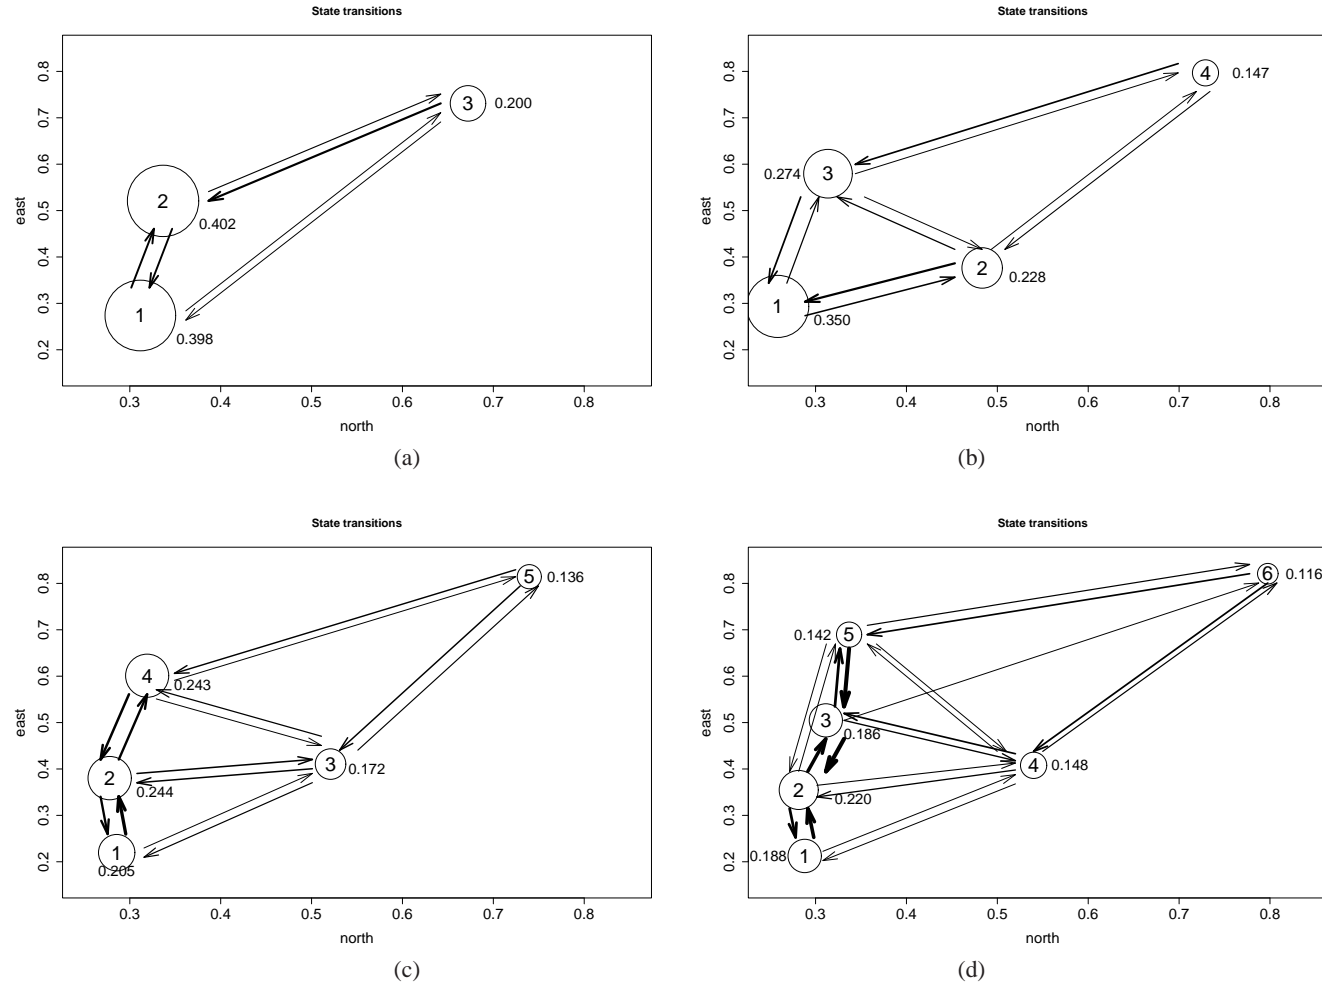 State transitions
east
0.2 0.3 0.4 0.5 0.6 0.7 0.8
3 0.200
2
0.402
1
0.398
0.3 0.4 0.5 0.6 0.7 0.8
north
(a)
State transitions
east
0.2 0.3 0.4 0.5 0.6 0.7 0.8
4 0.147
0.274 3
2
0.228
1
0.350
0.3 0.4 0.5 0.6 0.7 0.8
north
(b)
State transitions
east
0.2 0.3 0.4 0.5 0.6 0.7 0.8
5 0.136
4
0.243
3 0.172
2
0.244
1
0.205
0.3 0.4 0.5 0.6 0.7 0.8
north
(c)
State transitions
east
0.2 0.3 0.4 0.5 0.6 0.7 0.8
6 0.116
0.142 5
3
0.186
4 0.148
2
0.220
0.188 1
0.3 0.4 0.5 0.6 0.7 0.8
north
(d)